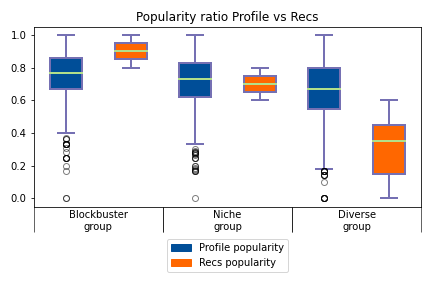 Popularity ratio Profile vs Recs
1.0
0.8
0.6
0.4
0.2
0.0
Blockbuster
group
Niche
group
Diverse
group
Profile popularity
Recs popularity